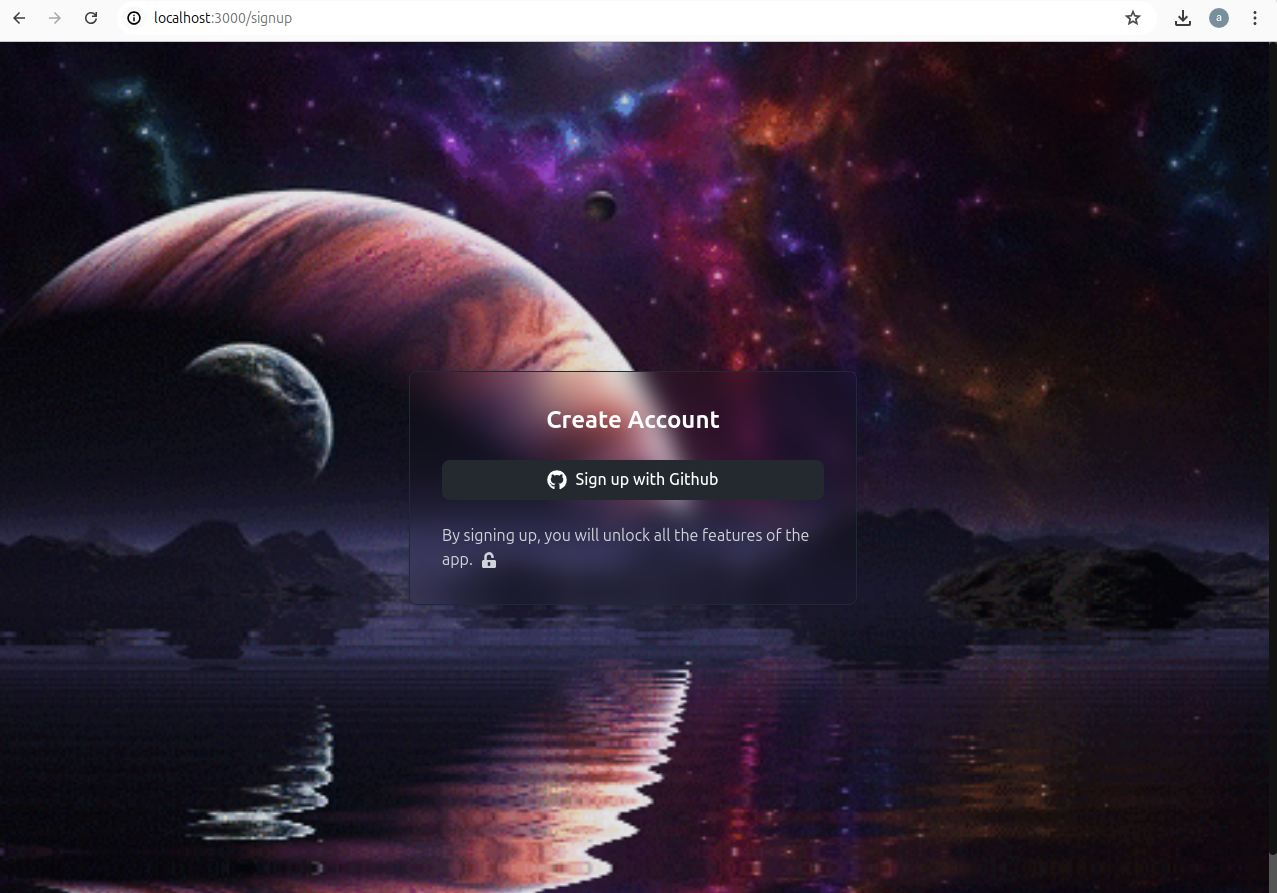 localhost:3000/signup
a
Create Account
Sign up with Github
By signing up, you will unlock all the features of the
app.